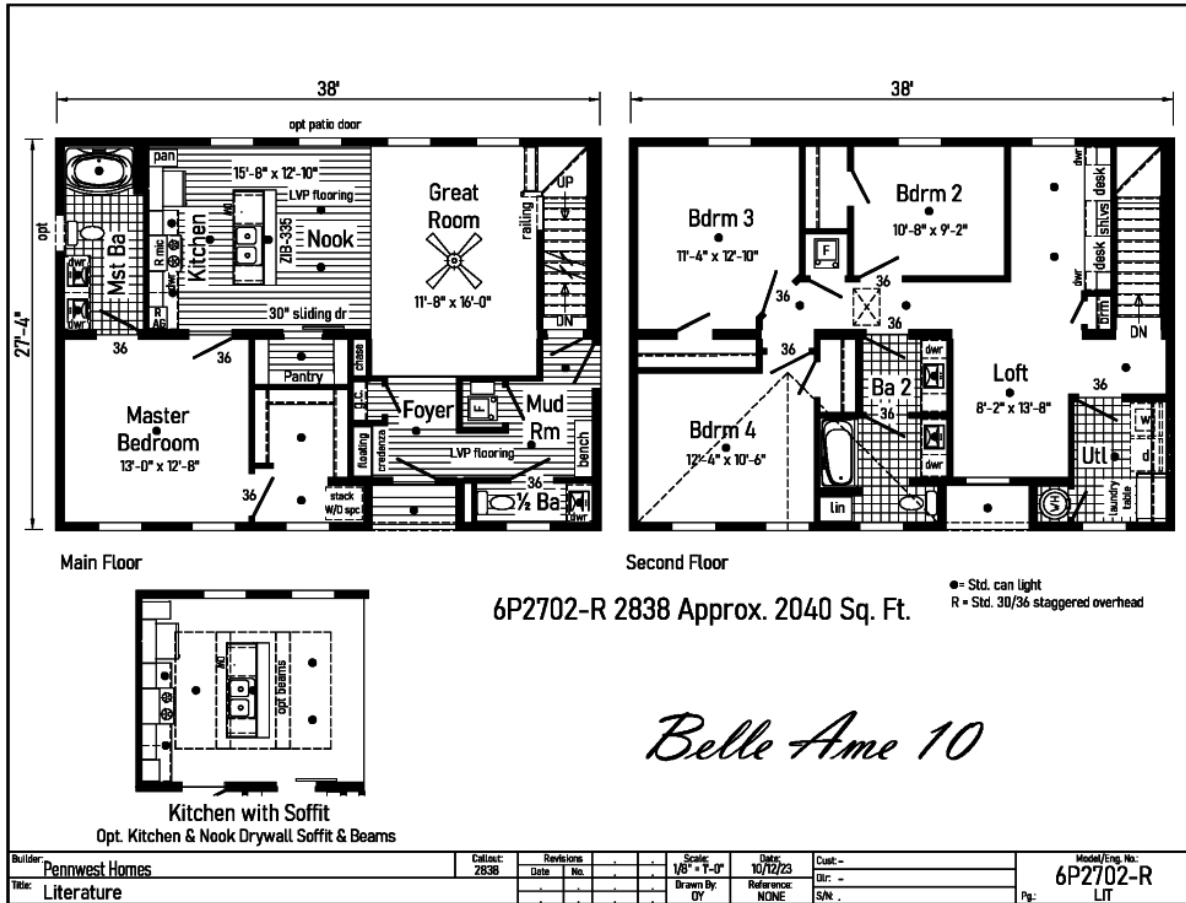 38'
38'
opt patio door
27'-4"
pan
15'-8" x 12'-10"
LVP flooring
Great
Room
UP
railing
opt
Mst Ba
R mic
Kitchen
ZIB-335
Nook
dwr
dwr
dwr
11'-8" x 16'-0"
30" sliding dr
DN
36
36
Pantry
chase
Master
Bedroom
13'-0" x 12'-8"
Foyer
F
Mud
Rm
floating
credenza
LVP flooring
bench
36
36
stack
W/D spc
½ Ba
dwr
Main Floor
Bdrm 3
11'-4" x 12'-10"
Bdrm 2
10'-8" x 9'-2"
F
dwr
desk
shlvs
desk
dwr
36
36
36
brm
DN
36
dwr
Ba 2
36
Loft
8'-2" x 13'-8"
36
Bdrm 4
12'-4" x 10'-6"
dwr
w
d
Utl
lin
WH
laundry
table
Second Floor
6P2702-R 2838 Approx. 2040 Sq. Ft.
●= Std. can light
R = Std. 30/36 staggered overhead
opt beams
Kitchen with Soffit
Opt. Kitchen & Nook Drywall Soffit & Beams
Belle Ame 10
Builder: Pennwest Homes
Title: Literature
Callout:
2838
Revisions
Date No.
Scale:
1/8" = 1'-0"
Drawn By:
OY
Date:
10/12/23
Reference:
NONE
Cust: -
Dlr: -
S/N: .
Model/Eng. No.:
6P2702-R
Pg.: LIT